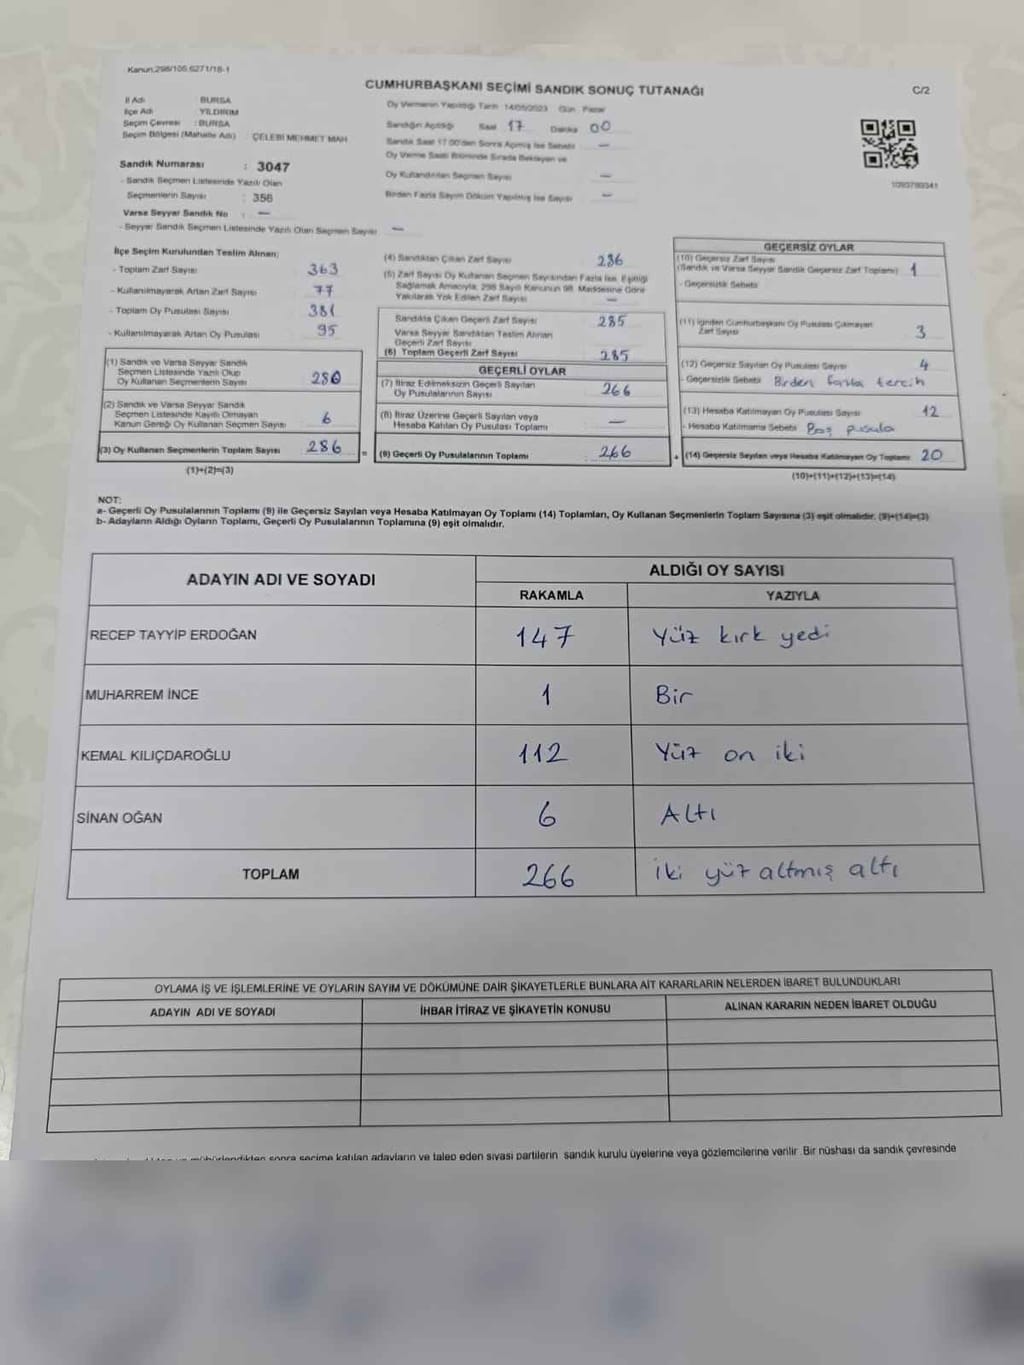 Kanun:298/105,6271/18-1
CUMHURBAŞKANI SEÇİMİ SANDIK SONUÇ TUTANAĞI
C/2
İl Adı : BURSA
İlçe Adı : YILDIRIM
Seçim Çevresi : BURSA
Seçim Bölgesi (Mahalle Adı) : ÇELEBİ MEHMET MAH
Sandık Numarası : 3047
- Sandık Seçmen Listesinde Yazılı Olan
Seçmenlerin Sayısı : 356
Varsa Seyyar Sandık No : —
- Seyyar Sandık Seçmen Listesinde Yazılı Olan Seçmen Sayısı —
Oy Vermenin Yapıldığı Tarih 14/05/2023 Gün Pazar
Sandığın Açıldığı Saat 17 Dakika 00
Sandık Saat 17.00'den Sonra Açılmış İse Sebebi —
Oy Verme Saati Bitiminde Sırada Bekleyen ve
Oy Kullandırılan Seçmen Sayısı —
Birden Fazla Sayım Döküm Yapılmış İse Sayısı —
1093789341
İlçe Seçim Kurulundan Teslim Alınan;
- Toplam Zarf Sayısı 363
- Kullanılmayarak Artan Zarf Sayısı 77
- Toplam Oy Pusulası Sayısı 381
- Kullanılmayarak Artan Oy Pusulası 95
(1) Sandık ve Varsa Seyyar Sandık
Seçmen Listesinde Yazılı Olup
Oy Kullanan Seçmenlerin Sayısı 280
(2) Sandık ve Varsa Seyyar Sandık
Seçmen Listesinde Kayıtlı Olmayan
Kanun Gereği Oy Kullanan Seçmen Sayısı 6
(3) Oy Kullanan Seçmenlerin Toplam Sayısı 286
(1)+(2)=(3)
(4) Sandıktan Çıkan Zarf Sayısı 286
(5) Zarf Sayısı Oy Kullanan Seçmen Sayısından Fazla İse, Eşitliği
Sağlamak Amacıyla, 298 Sayılı Kanunun 98. Maddesine Göre
Yakılarak Yok Edilen Zarf Sayısı —
Sandıkta Çıkan Geçerli Zarf Sayısı 285
Varsa Seyyar Sandıktan Teslim Alınan
Geçerli Zarf Sayısı
(6) Toplam Geçerli Zarf Sayısı 285
GEÇERLİ OYLAR
(7) İtiraz Edilmeksizin Geçerli Sayılan
Oy Pusulalarının Sayısı 266
(8) İtiraz Üzerine Geçerli Sayılan veya
Hesaba Katılan Oy Pusulası Toplamı —
= (9) Geçerli Oy Pusulalarının Toplamı 266
GEÇERSİZ OYLAR
(10) Geçersiz Zarf Sayısı
(Sandık ve Varsa Seyyar Sandık Geçersiz Zarf Toplamı) 1
- Geçersizlik Sebebi
(11) İçinden Cumhurbaşkanı Oy Pusulası Çıkmayan
Zarf Sayısı 3
(12) Geçersiz Sayılan Oy Pusulası Sayısı 4
- Geçersizlik Sebebi Birden fazla tercih
(13) Hesaba Katılmayan Oy Pusulası Sayısı 12
- Hesaba Katılmama Sebebi Boş pusula
+ (14) Geçersiz Sayılan veya Hesaba Katılmayan Oy Toplamı 20
(10)+(11)+(12)+(13)=(14)
NOT:
a- Geçerli Oy Pusulalarının Toplamı (9) ile Geçersiz Sayılan veya Hesaba Katılmayan Oy Toplamı (14) Toplamları, Oy Kullanan Seçmenlerin Toplam Sayısına (3) eşit olmalıdır. (9)+(14)=(3)
b- Adayların Aldığı Oyların Toplamı, Geçerli Oy Pusulalarının Toplamına (9) eşit olmalıdır.
ADAYIN ADI VE SOYADI
ALDIĞI OY SAYISI
RAKAMLA YAZIYLA
RECEP TAYYİP ERDOĞAN 147 Yüz kırk yedi
MUHARREM İNCE 1 Bir
KEMAL KILIÇDAROĞLU 112 Yüz on iki
SİNAN OĞAN 6 Altı
TOPLAM 266 iki yüz altmış altı
OYLAMA İŞ VE İŞLEMLERİNE VE OYLARIN SAYIM VE DÖKÜMÜNE DAİR ŞİKAYETLERLE BUNLARA AİT KARARLARIN NELERDEN İBARET BULUNDUKLARI
ADAYIN ADI VE SOYADI İHBAR İTİRAZ VE ŞİKAYETİN KONUSU ALINAN KARARIN NEDEN İBARET OLDUĞU
mühürlendikten sonra seçime katılan adayların ve talep eden siyasi partilerin sandık kurulu üyelerine veya gözlemcilerine verilir. Bir nüshası da sandık çevresinde